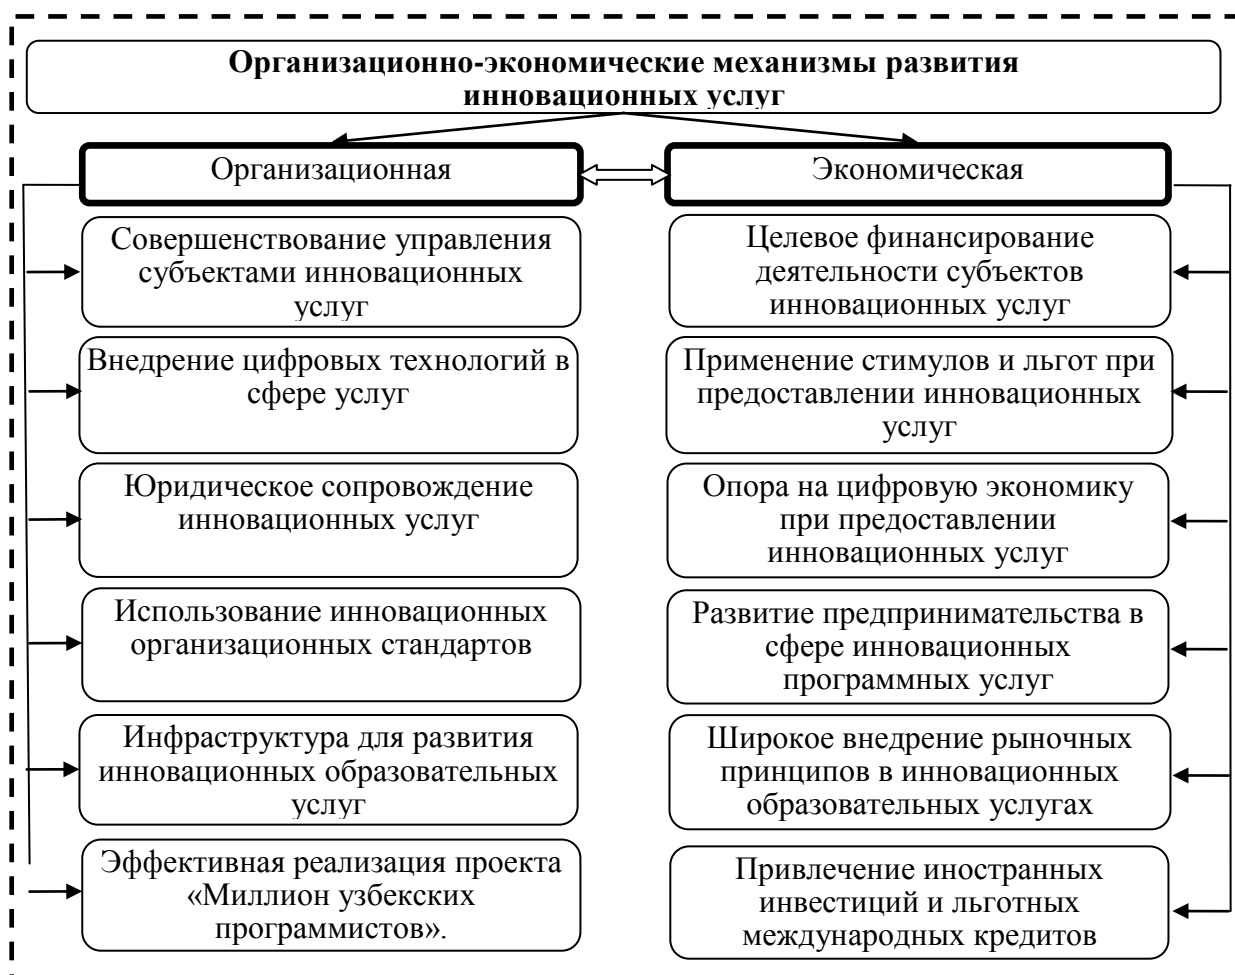 Организационно-экономические механизмы развития
инновационных услуг
Организационная
Экономическая
Совершенствование управления
субъектами инновационных
услуг
Внедрение цифровых технологий в
сфере услуг
Юридическое сопровождение
инновационных услуг
Использование инновационных
организационных стандартов
Инфраструктура для развития
инновационных образовательных
услуг
Эффективная реализация проекта
«Миллион узбекских
программистов».
Целевое финансирование
деятельности субъектов
инновационных услуг
Применение стимулов и льгот при
предоставлении инновационных
услуг
Опора на цифровую экономику
при предоставлении
инновационных услуг
Развитие предпринимательства в
сфере инновационных
программных услуг
Широкое внедрение рыночных
принципов в инновационных
образовательных услугах
Привлечение иностранных
инвестиций и льготных
международных кредитов